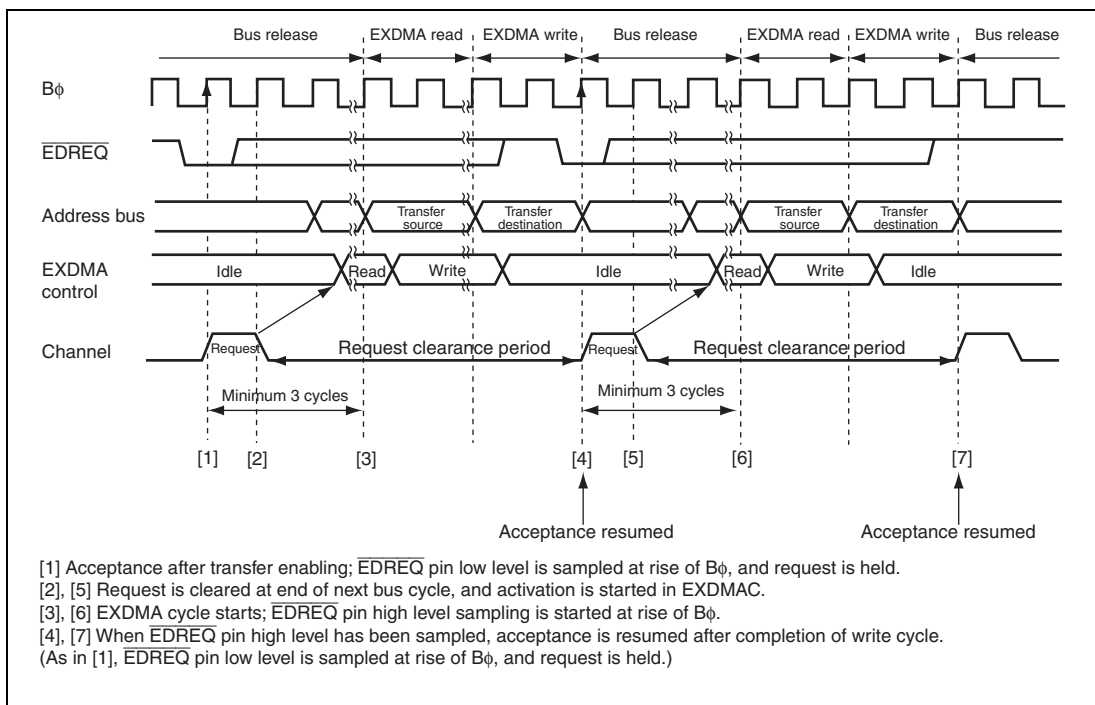 Bus release EXDMA read EXDMA write Bus release EXDMA read EXDMA write Bus release
Bϕ
EDREQ
Address bus Transfer source Transfer destination Transfer source Transfer destination
EXDMA control Idle Read Write Idle Read Write Idle
Channel Request Request clearance period Request Request clearance period
Minimum 3 cycles Minimum 3 cycles
[1] [2] [3] [4] [5] [6] [7]
Acceptance resumed Acceptance resumed
[1] Acceptance after transfer enabling; EDREQ pin low level is sampled at rise of Bϕ, and request is held.
[2], [5] Request is cleared at end of next bus cycle, and activation is started in EXDMAC.
[3], [6] EXDMA cycle starts; EDREQ pin high level sampling is started at rise of Bϕ.
[4], [7] When EDREQ pin high level has been sampled, acceptance is resumed after completion of write cycle.
(As in [1], EDREQ pin low level is sampled at rise of Bϕ, and request is held.)